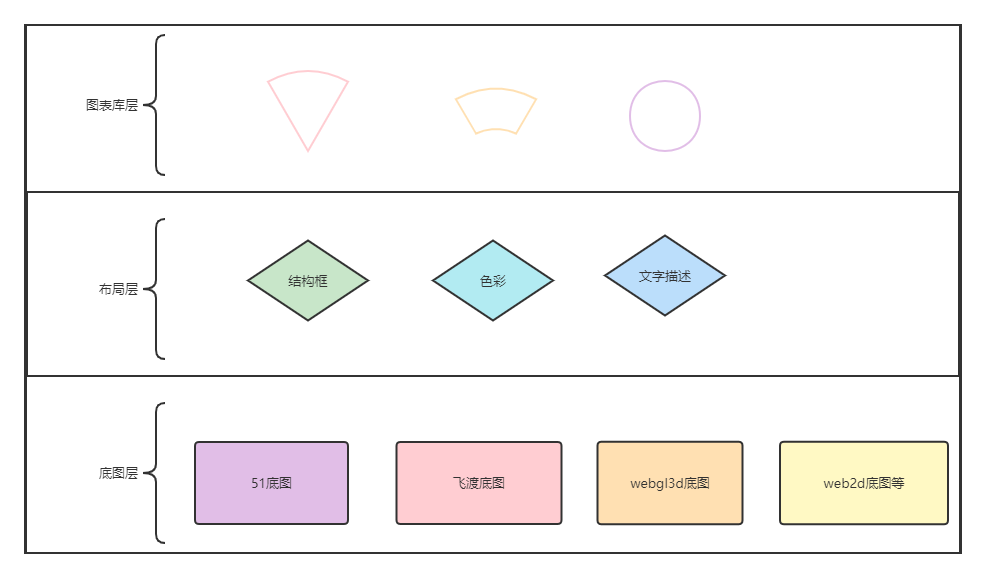 图表库层
布局层
结构框
色彩
文字描述
底图层
51底图
飞渡底图
webgl3d底图
web2d底图等